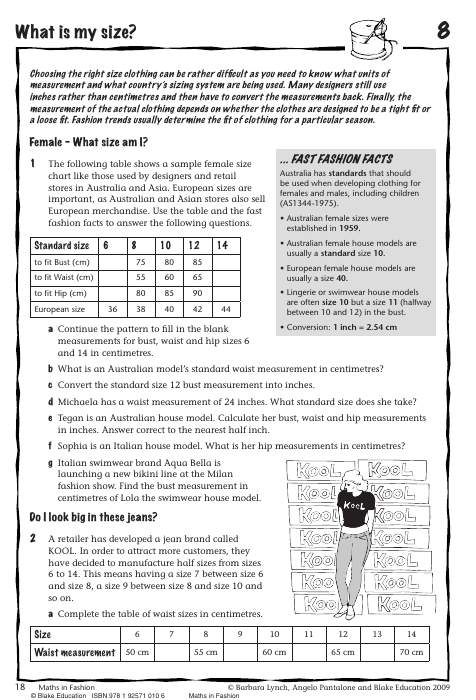 What is my size?
8
Choosing the right size clothing can be rather difficult as you need to know what units of
measurement and what country's sizing system are being used. Many designers still use
inches rather than centimetres and then have to convert the measurements back. Finally, the
measurement of the actual clothing depends on whether the clothes are designed to be a tight fit or
a loose fit. Fashion trends usually determine the fit of clothing for a particular season.
Female – What size am I?
1 The following table shows a sample female size
chart like those used by designers and retail
stores in Australia and Asia. European sizes are
important, as Australian and Asian stores also sell
European merchandise. Use the table and the fast
fashion facts to answer the following questions.
Standard size 6 8 10 12 14
to fit Bust (cm) 75 80 85
to fit Waist (cm) 55 60 65
to fit Hip (cm) 80 85 90
European size 36 38 40 42 44
... FAST FASHION FACTS
Australia has standards that should
be used when developing clothing for
females and males, including children
(AS1344-1975).
• Australian female sizes were
established in 1959.
• Australian female house models are
usually a standard size 10.
• European female house models are
usually a size 40.
• Lingerie or swimwear house models
are often size 10 but a size 11 (halfway
between 10 and 12) in the bust.
• Conversion: 1 inch = 2.54 cm
a Continue the pattern to fill in the blank
measurements for bust, waist and hip sizes 6
and 14 in centimetres.
b What is an Australian model's standard waist measurement in centimetres?
c Convert the standard size 12 bust measurement into inches.
d Michaela has a waist measurement of 24 inches. What standard size does she take?
e Tegan is an Australian house model. Calculate her bust, waist and hip measurements
in inches. Answer correct to the nearest half inch.
f Sophia is an Italian house model. What is her hip measurements in centimetres?
g Italian swimwear brand Aqua Bella is
launching a new bikini line at the Milan
fashion show. Find the bust measurement in
centimetres of Lola the swimwear house model.
Do I look big in these jeans?
2 A retailer has developed a jean brand called
KOOL. In order to attract more customers, they
have decided to manufacture half sizes from sizes
6 to 14. This means having a size 7 between size 6
and size 8, a size 9 between size 8 and size 10 and
so on.
a Complete the table of waist sizes in centimetres.
KOOL KOOL
KOOL KOOL
KOOL
KOOL KOOL
KOOL KOOL
KOOL KOOL
KOOL KOOL
KOOL KOOL
Size 6 7 8 9 10 11 12 13 14
Waist measurement 50 cm 55 cm 60 cm 65 cm 70 cm
18 Maths in Fashion © Barbara Lynch, Angelo Pantalone and Blake Education 2009
© Blake Education ISBN 978 1 92571 010 6 Maths in Fashion